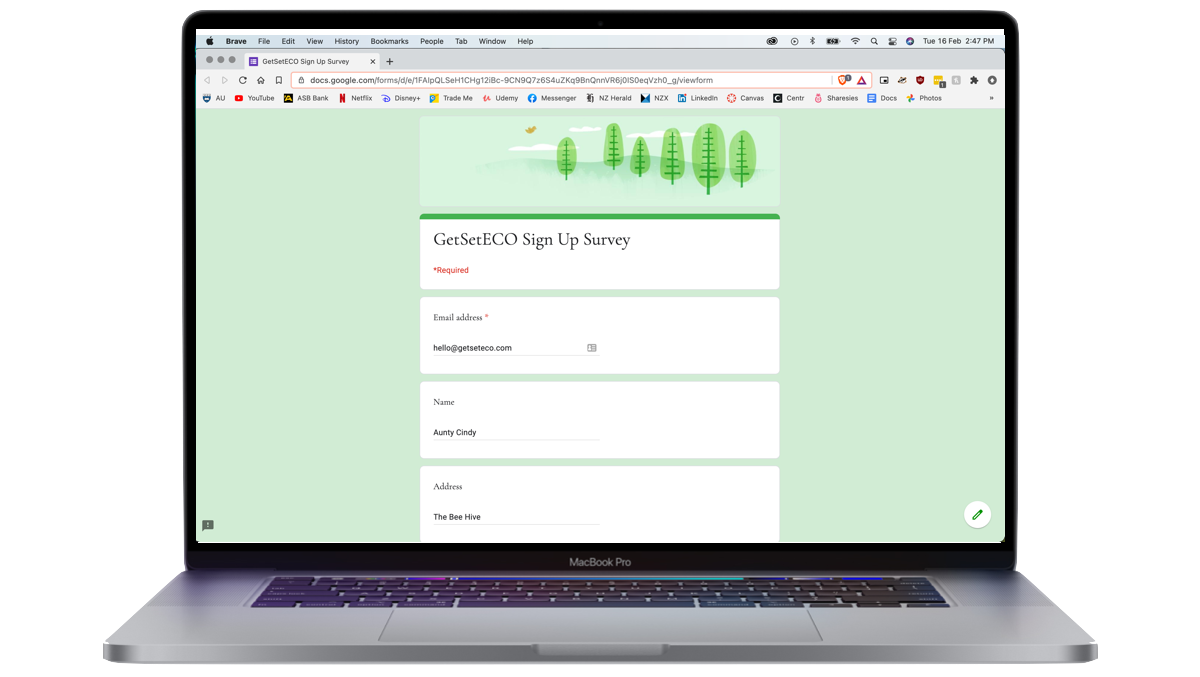 Brave File Edit View History Bookmarks People Tab Window Help Tue 16 Feb 2:47 PM
GetSetECO Sign Up Survey
docs.google.com/forms/d/e/1FAIpQLSeH1CHg12iBc-9CN9Q7z6S4uZKq9BnQnnVR6j0IS0eqVzh0_g/viewform
AU YouTube ASB Bank Netflix Disney+ Trade Me Udemy Messenger NZ Herald NZX LinkedIn Canvas Centr Sharesies Docs Photos »
GetSetECO Sign Up Survey
*Required
Email address *
hello@getseteco.com
Name
Aunty Cindy
Address
The Bee Hive
MacBook Pro